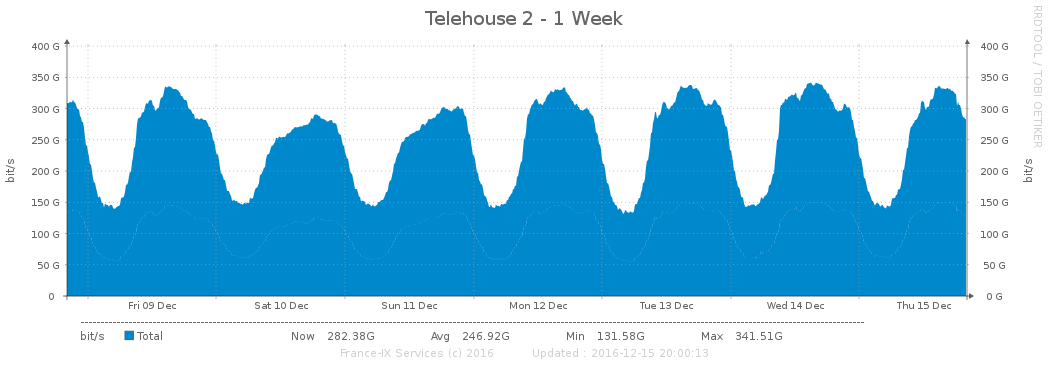 Telehouse 2 - 1 Week
RRDTOOL / TOBI OETIKER
400 G 400 G
350 G 350 G
300 G 300 G
250 G 250 G
200 G 200 G
150 G 150 G
100 G 100 G
50 G 50 G
0 0 G
bit/s
bit/s
Fri 09 Dec Sat 10 Dec Sun 11 Dec Mon 12 Dec Tue 13 Dec Wed 14 Dec Thu 15 Dec
bit/s Total Now 282.38G Avg 246.92G Min 131.58G Max 341.51G
France-IX Services (c) 2016 Updated : 2016-12-15 20:00:13